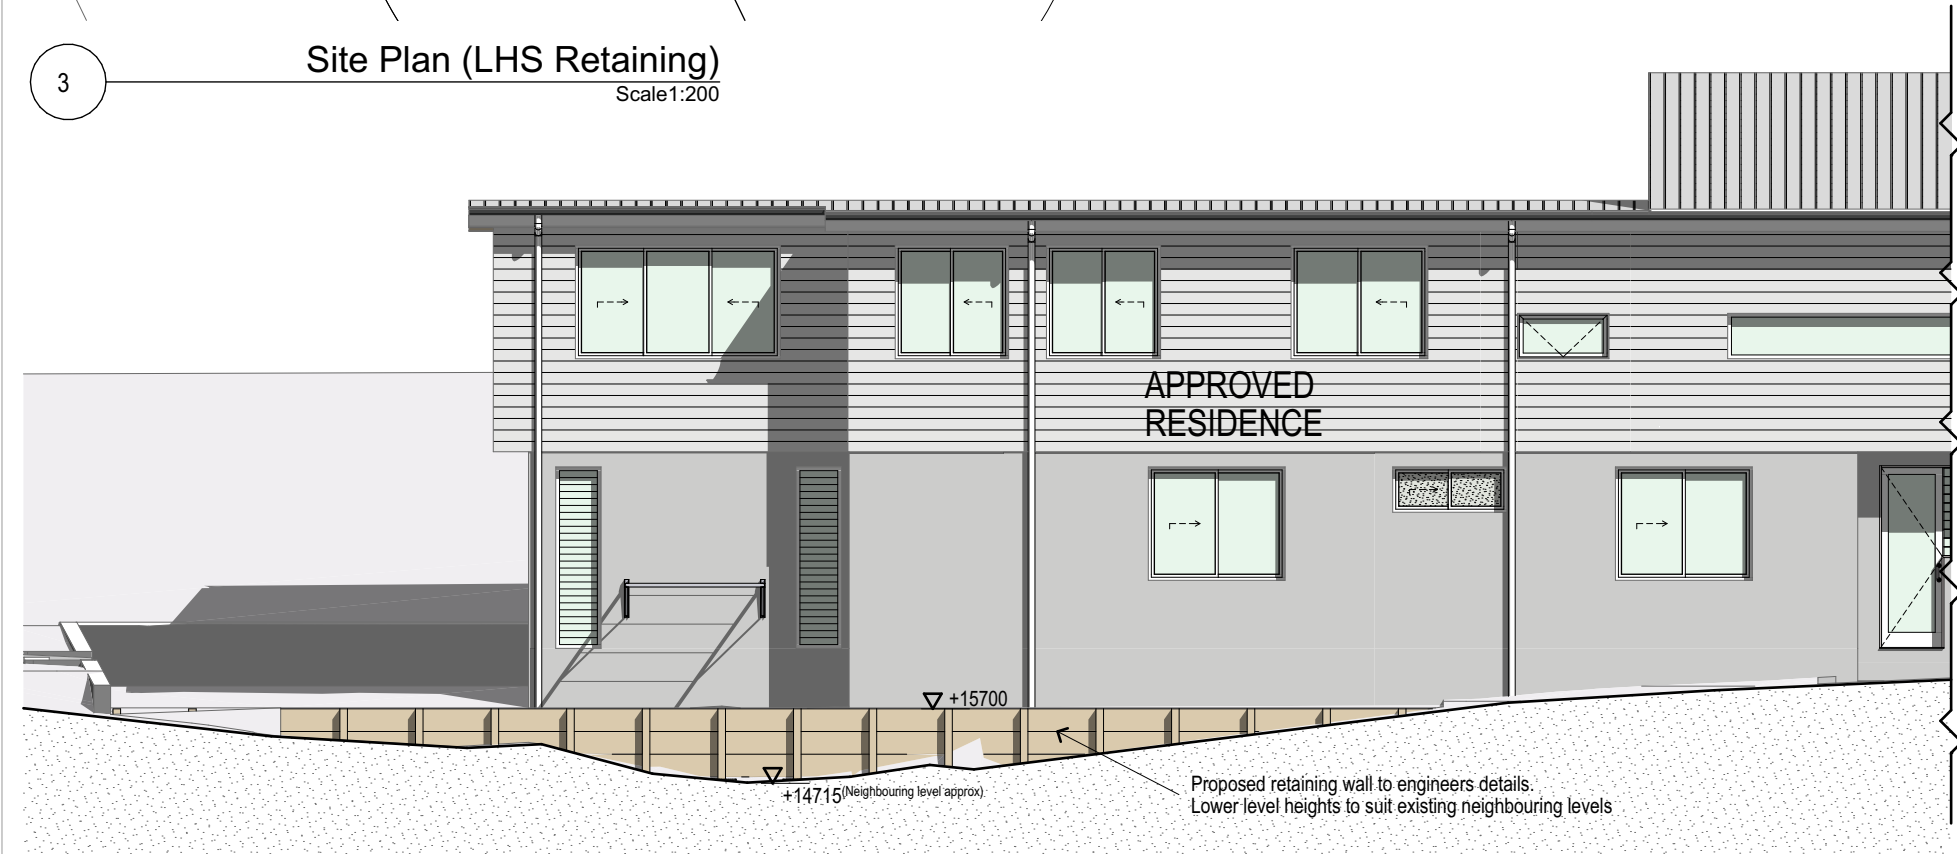 3
Site Plan (LHS Retaining)
Scale1:200
APPROVED
RESIDENCE
+15700
+14715(Neighbouring level approx)
Proposed retaining wall to engineers details.
Lower level heights to suit existing neighbouring levels